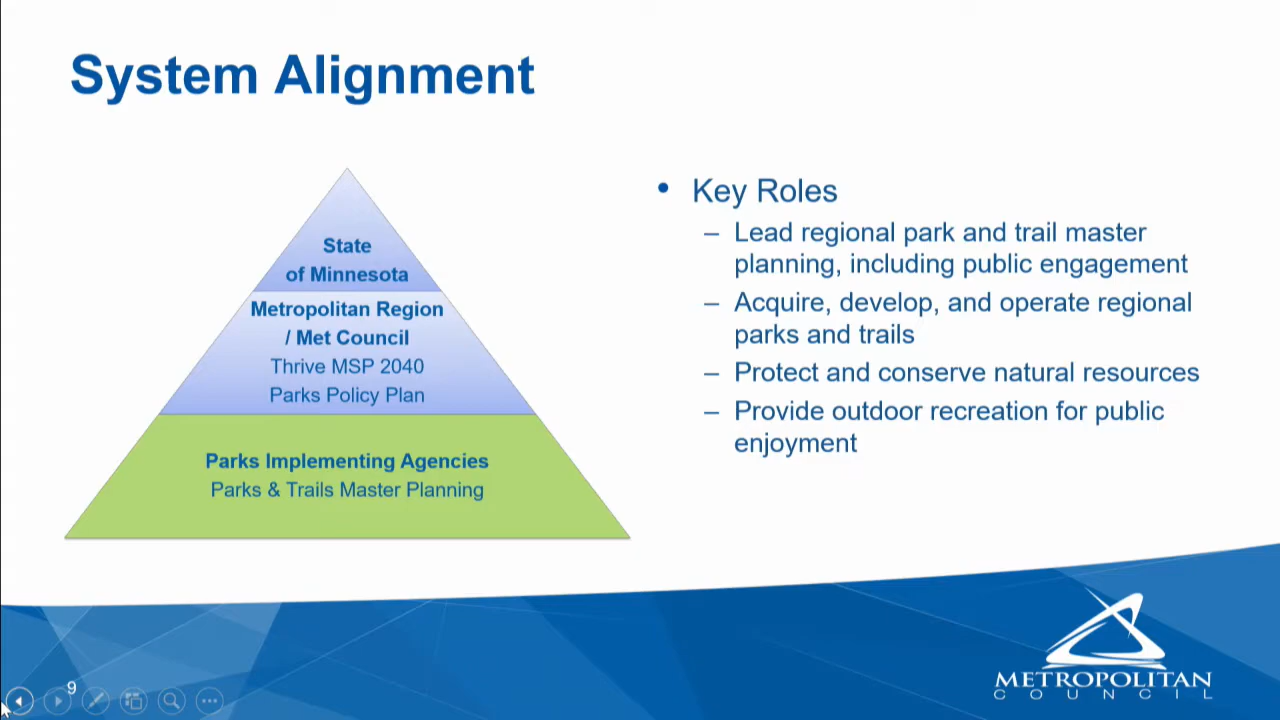 System Alignment
State
of Minnesota
Metropolitan Region
/ Met Council
Thrive MSP 2040
Parks Policy Plan
Parks Implementing Agencies
Parks & Trails Master Planning
• Key Roles
– Lead regional park and trail master
planning, including public engagement
– Acquire, develop, and operate regional
parks and trails
– Protect and conserve natural resources
– Provide outdoor recreation for public
enjoyment
9
METROPOLITAN
COUNCIL